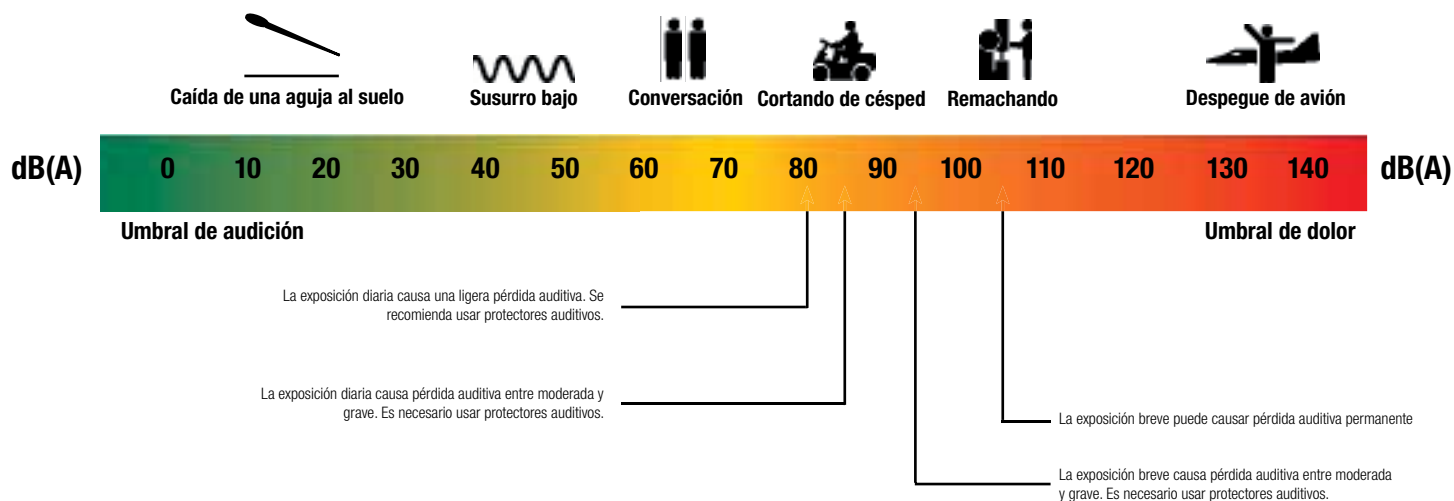 Caída de una aguja al suelo
Susurro bajo
Conversación
Cortando de césped
Remachando
Despegue de avión
dB(A) 0 10 20 30 40 50 60 70 80 90 100 110 120 130 140 dB(A)
Umbral de audición
Umbral de dolor
La exposición diaria causa una ligera pérdida auditiva. Se
recomienda usar protectores auditivos.
La exposición diaria causa pérdida auditiva entre moderada y
grave. Es necesario usar protectores auditivos.
La exposición breve puede causar pérdida auditiva permanente
La exposición breve causa pérdida auditiva entre moderada
y grave. Es necesario usar protectores auditivos.